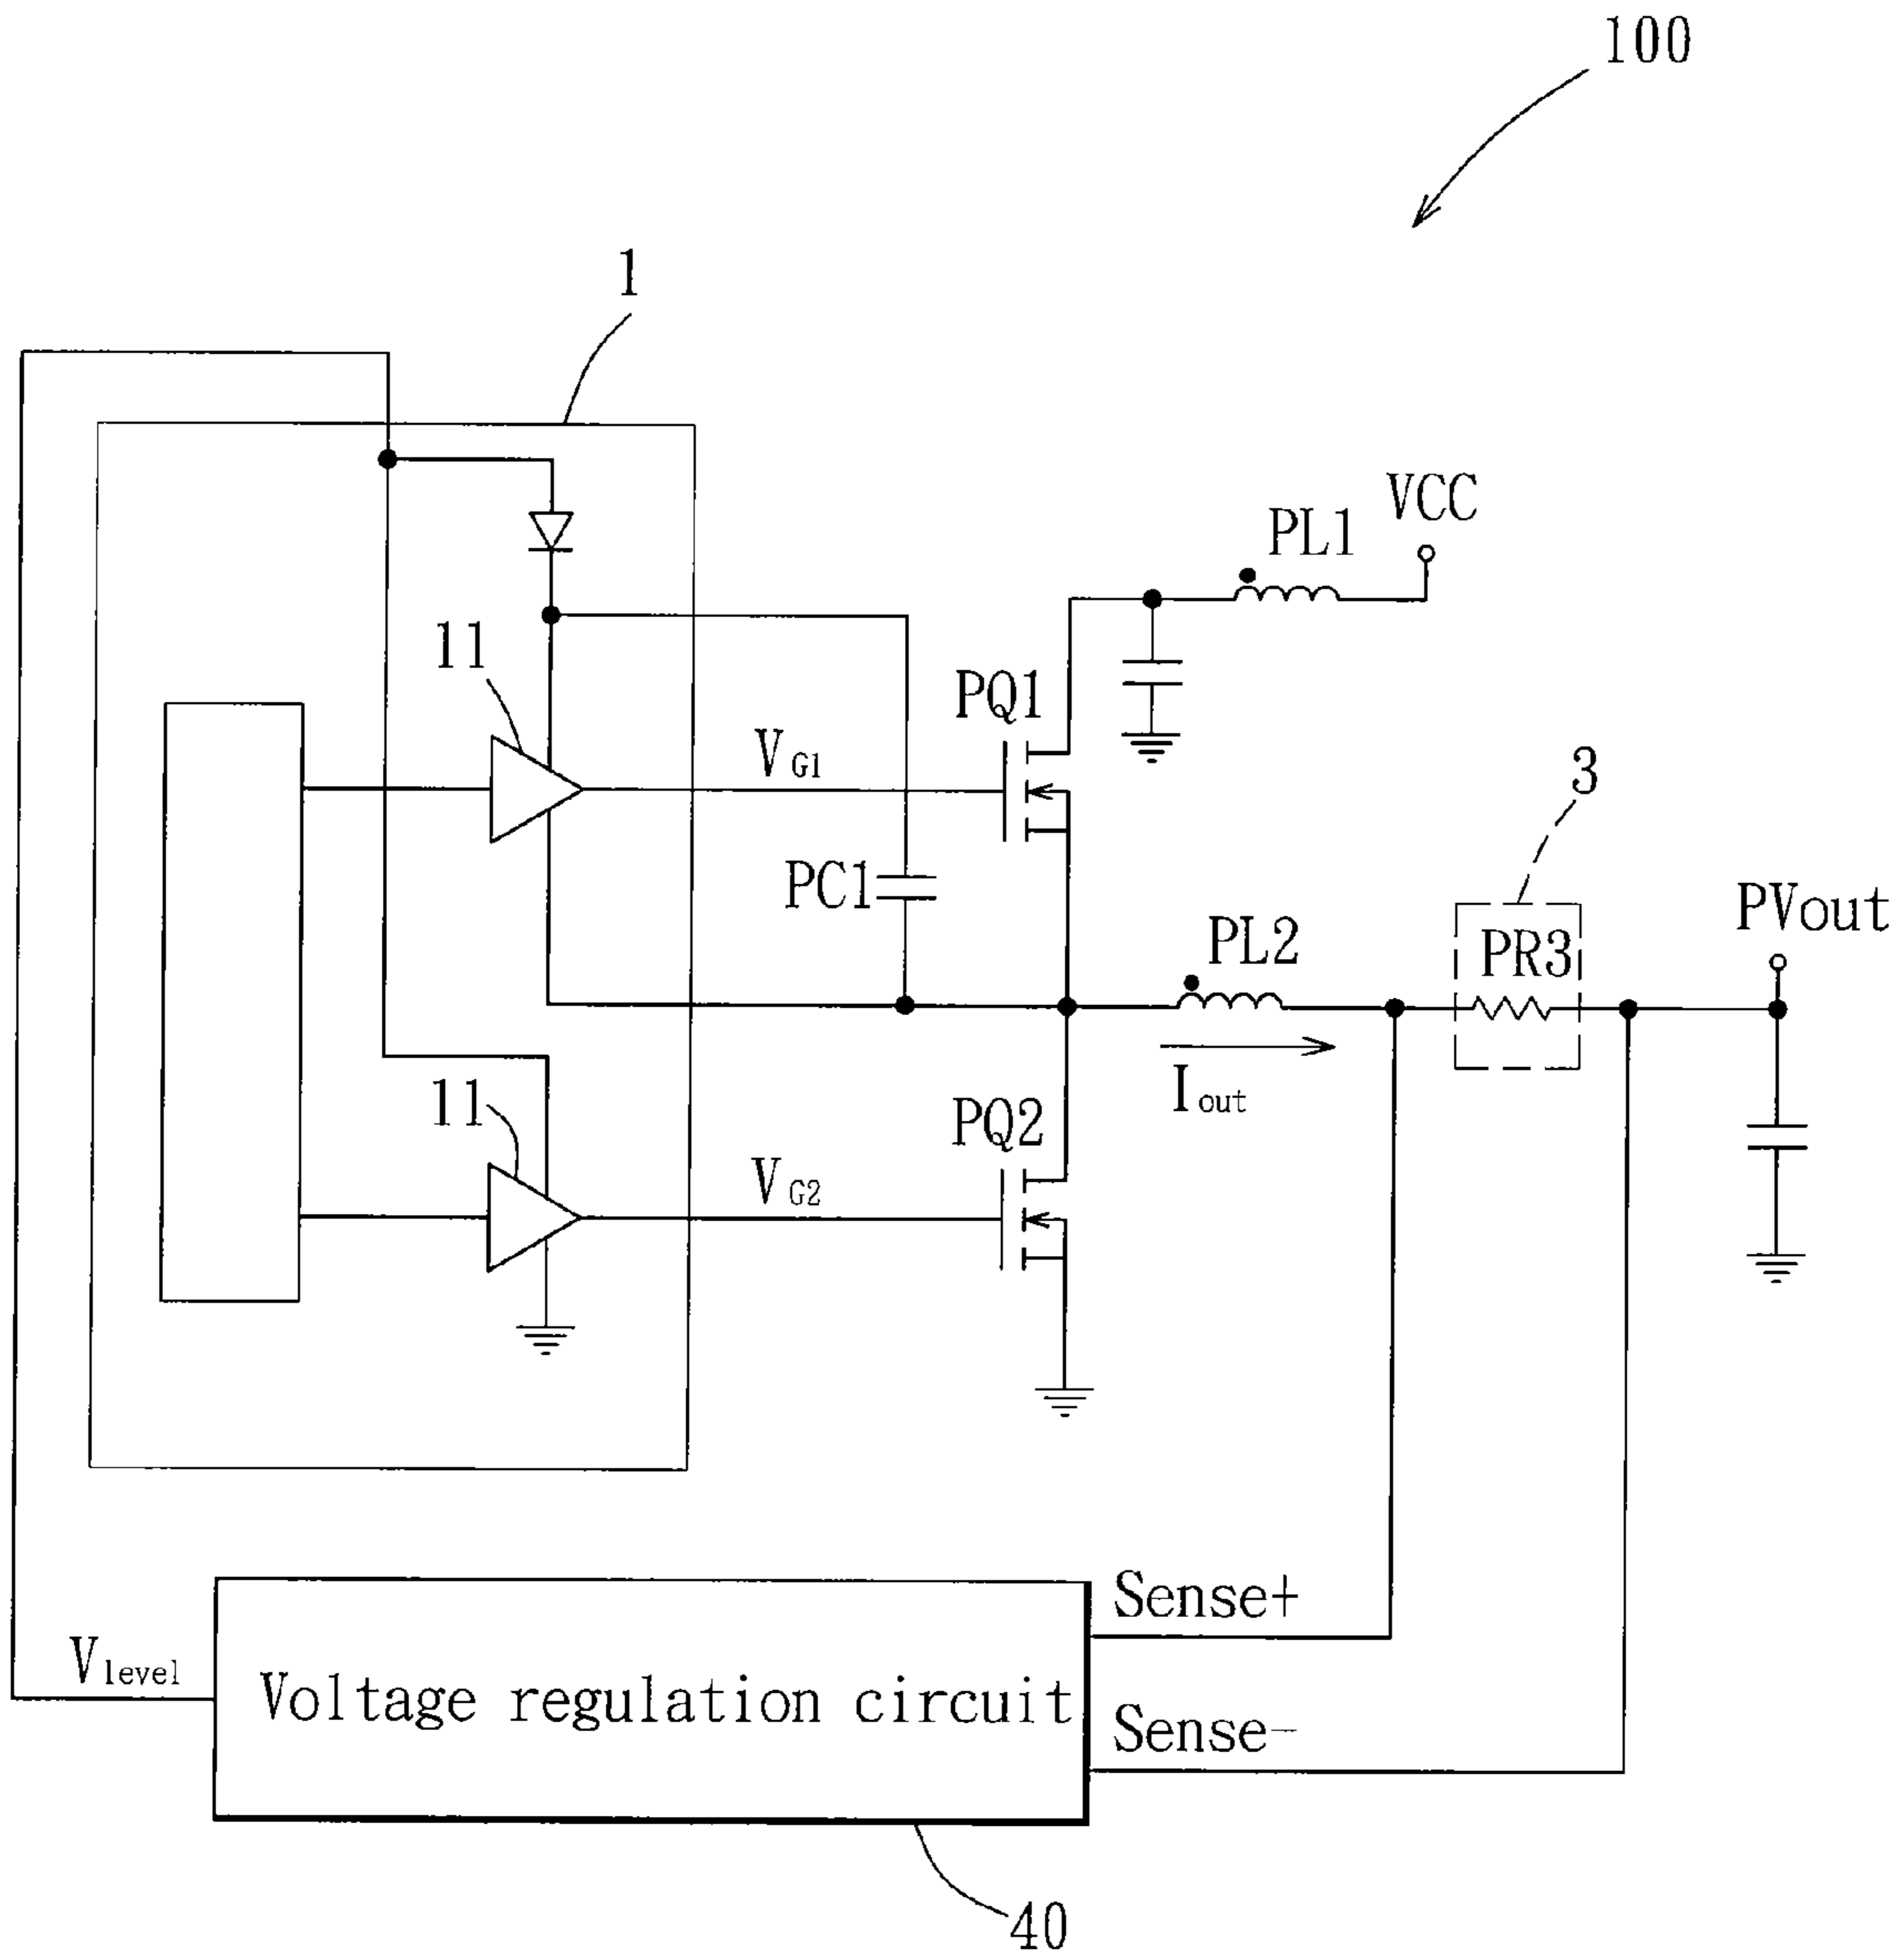 100
1
VCC
PL1
11
PQ1
VG1
3
PC1
PVout
PL2
PR3
Iout
11
PQ2
VG2
Sense+
Vlevel
Voltage regulation circuit
Sense-
40